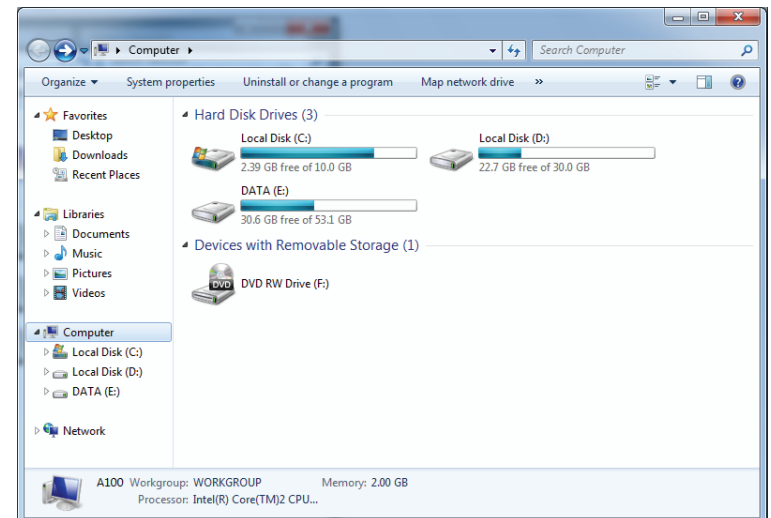 Computer
Search Computer
Organize System properties Uninstall or change a program Map network drive »
Favorites
Desktop
Downloads
Recent Places
Libraries
Documents
Music
Pictures
Videos
Computer
Local Disk (C:)
Local Disk (D:)
DATA (E:)
Network
Hard Disk Drives (3)
Local Disk (C:)
2.39 GB free of 10.0 GB
Local Disk (D:)
22.7 GB free of 30.0 GB
DATA (E:)
30.6 GB free of 53.1 GB
Devices with Removable Storage (1)
DVD
DVD RW Drive (F:)
A100 Workgroup: WORKGROUP Memory: 2.00 GB
Processor: Intel(R) Core(TM)2 CPU...